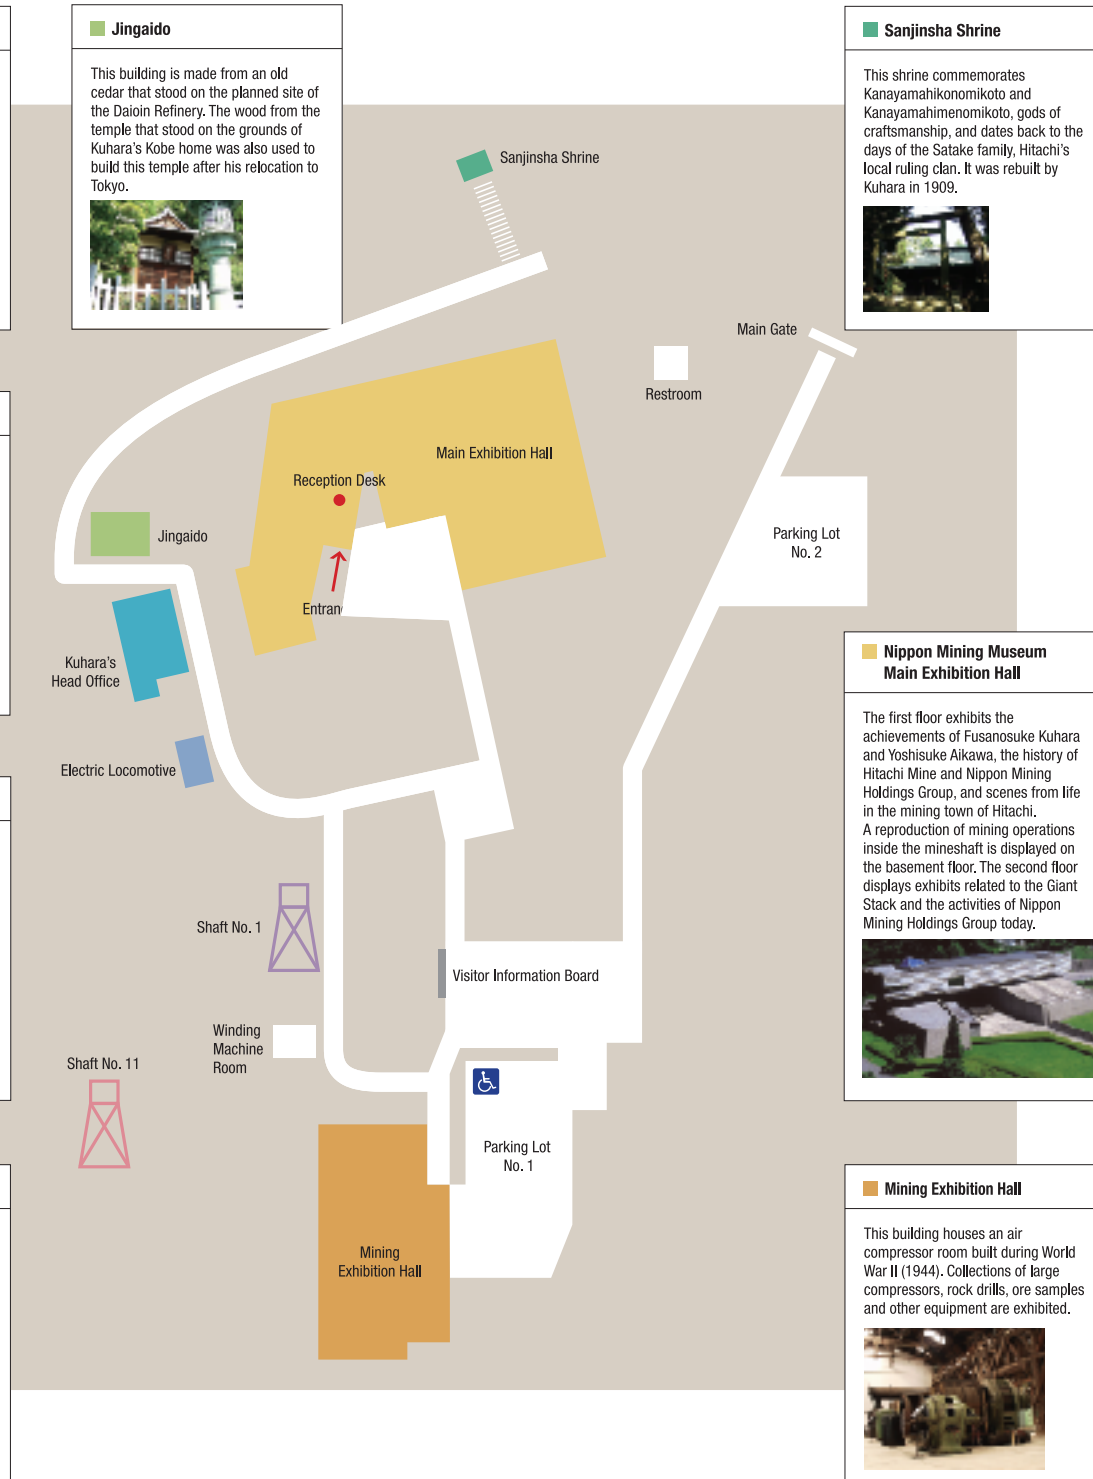 Jingaido
This building is made from an old
cedar that stood on the planned site of
the Daioin Refinery. The wood from the
temple that stood on the grounds of
Kuhara's Kobe home was also used to
build this temple after his relocation to
Tokyo.
Sanjinsha Shrine
This shrine commemorates
Kanayamahikonomikoto and
Kanayamahimenomikoto, gods of
craftsmanship, and dates back to the
days of the Satake family, Hitachi's
local ruling clan. It was rebuilt by
Kuhara in 1909.
Sanjinsha Shrine
Main Gate
Restroom
Main Exhibition Hall
Reception Desk
Parking Lot
No. 2
Jingaido
Entran
Kuhara's
Head Office
Electric Locomotive
Nippon Mining Museum
Main Exhibition Hall
The first floor exhibits the
achievements of Fusanosuke Kuhara
and Yoshisuke Aikawa, the history of
Hitachi Mine and Nippon Mining
Holdings Group, and scenes from life
in the mining town of Hitachi.
A reproduction of mining operations
inside the mineshaft is displayed on
the basement floor. The second floor
displays exhibits related to the Giant
Stack and the activities of Nippon
Mining Holdings Group today.
Shaft No. 1
Visitor Information Board
Winding
Machine
Room
Shaft No. 11
Parking Lot
No. 1
Mining
Exhibition Hall
Mining Exhibition Hall
This building houses an air
compressor room built during World
War II (1944). Collections of large
compressors, rock drills, ore samples
and other equipment are exhibited.